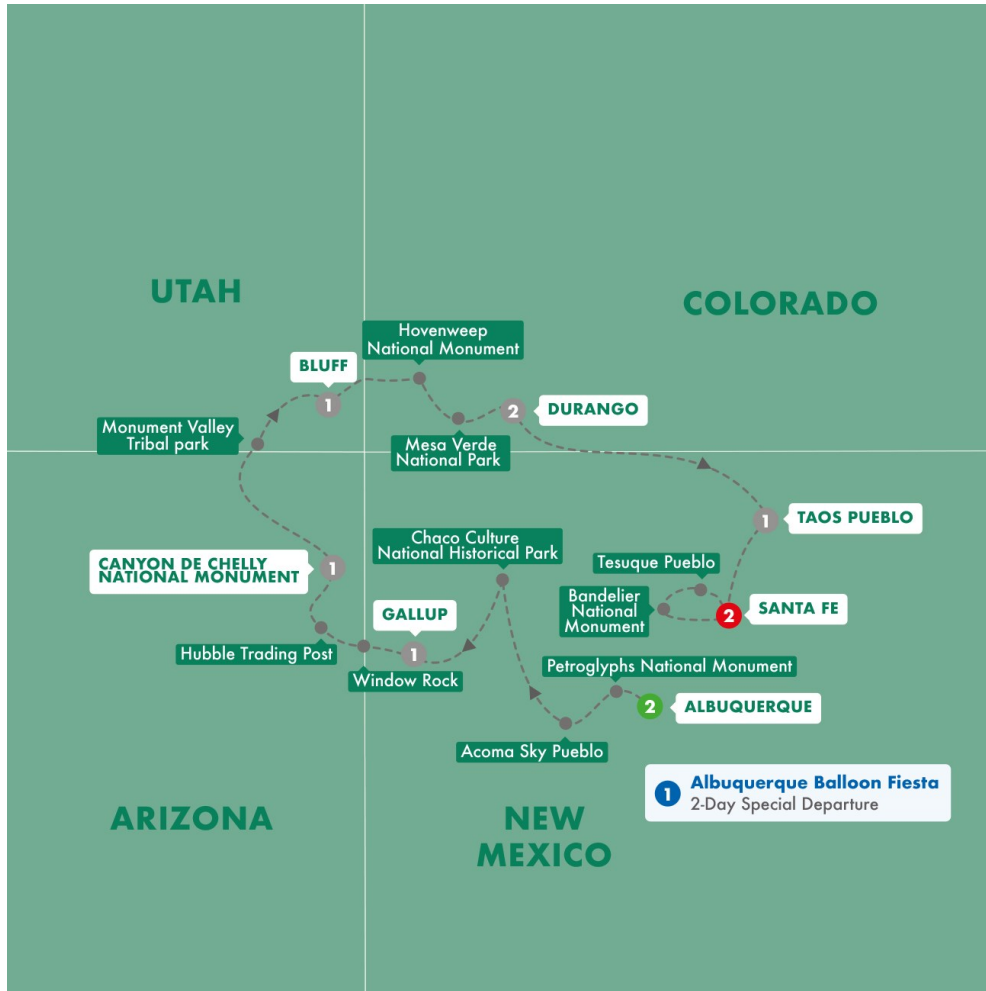 UTAH
COLORADO
Hovenweep
National Monument
BLUFF
1
2
DURANGO
Monument Valley
Tribal park
Mesa Verde
National Park
1
TAOS PUEBLO
Chaco Culture
National Historical Park
CANYON DE CHELLY
NATIONAL MONUMENT
1
Tesuque Pueblo
Bandelier
National
Monument
2
SANTA FE
GALLUP
1
Hubble Trading Post
Window Rock
Petroglyphs National Monument
2
ALBUQUERQUE
Acoma Sky Pueblo
1
Albuquerque Balloon Fiesta
2-Day Special Departure
ARIZONA
NEW
MEXICO